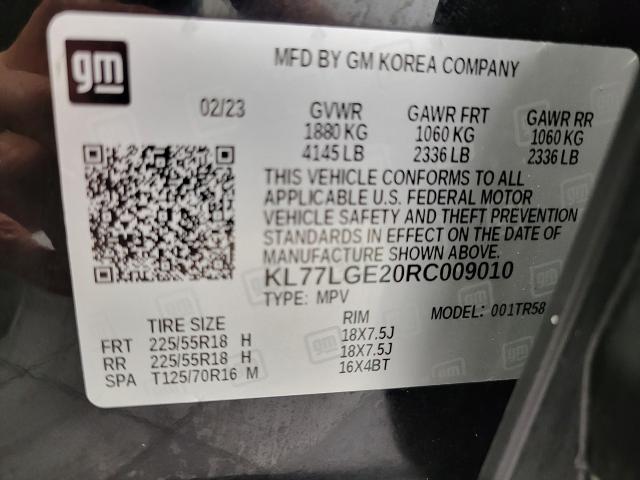 gm
MFD BY GM KOREA COMPANY
02/23 GVWR GAWR FRT GAWR RR
1880 KG 1060 KG 1060 KG
4145 LB 2336 LB 2336 LB
THIS VEHICLE CONFORMS TO ALL
APPLICABLE U.S. FEDERAL MOTOR
VEHICLE SAFETY AND THEFT PREVENTION
STANDARDS IN EFFECT ON THE DATE OF
MANUFACTURE SHOWN ABOVE.
KL77LGE20RC009010
TYPE: MPV MODEL: 001TR58
TIRE SIZE RIM
FRT 225/55R18 H 18X7.5J
RR 225/55R18 H 18X7.5J
SPA T125/70R16 M 16X4BT